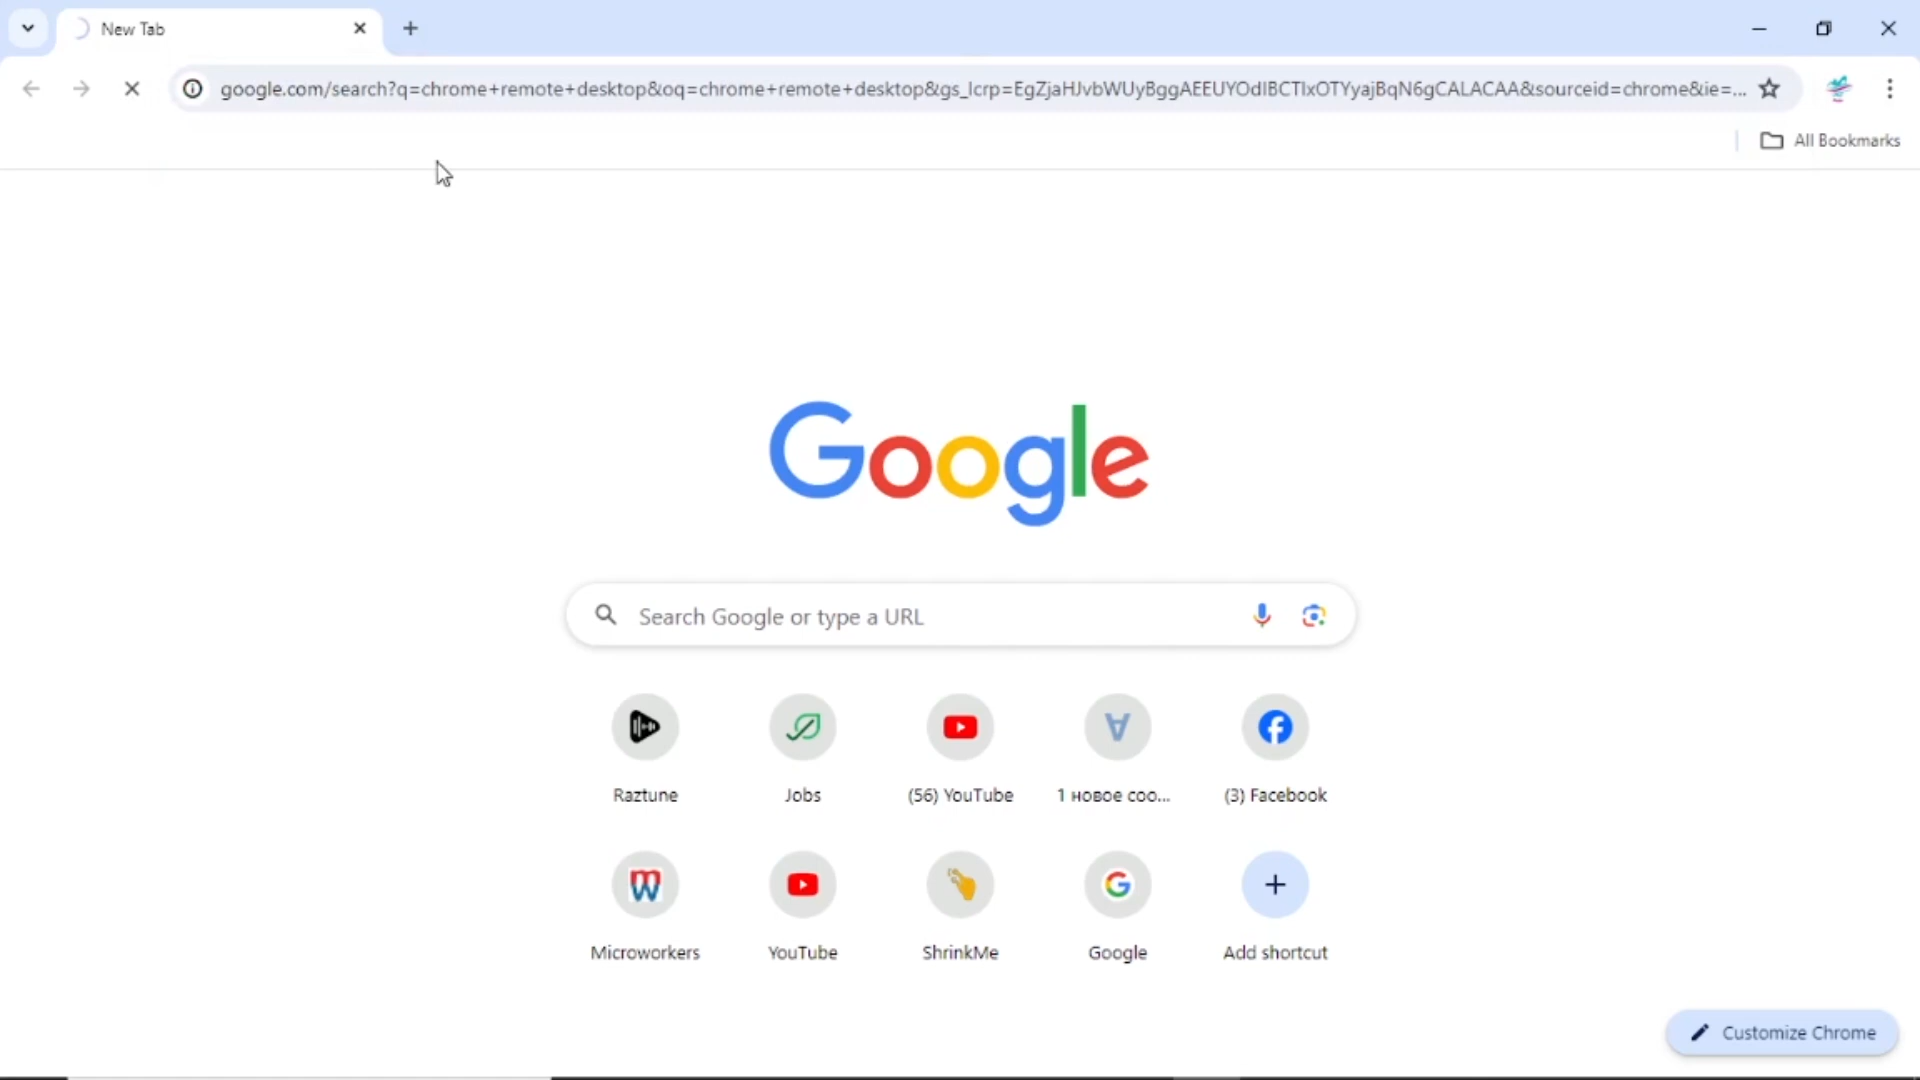 New Tab
google.com/search?q=chrome+remote+desktop&oq=chrome+remote+desktop&gs_lcrp=EgZjaHJvbWUyBggAEEUYOdIBCTIxOTYyajBqN6gCALACAA&sourceid=chrome&ie=...
All Bookmarks
Google
Search Google or type a URL
Raztune
Jobs
(56) YouTube
1 новое соо...
(3) Facebook
Microworkers
YouTube
ShrinkMe
Google
Add shortcut
Customize Chrome